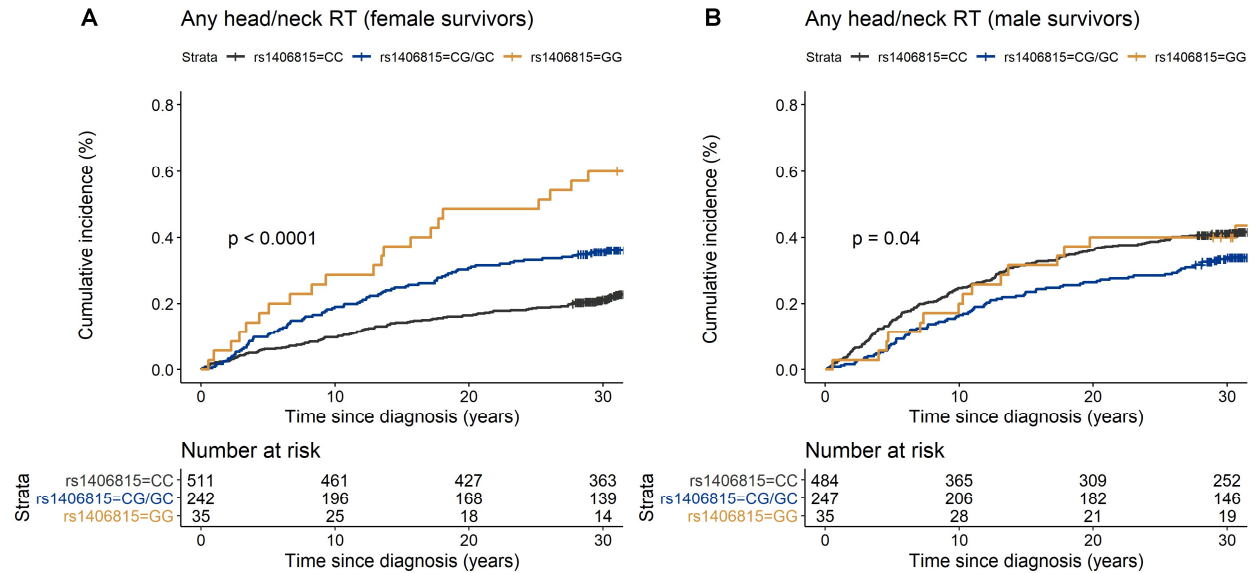 A Any head/neck RT (female survivors)
Strata rs1406815=CC rs1406815=CG/GC rs1406815=GG
Cumulative incidence (%)
0.8
0.6
0.4
0.2
0.0
p < 0.0001
0 10 20 30
Time since diagnosis (years)
Number at risk
Strata
rs1406815=CC 511 461 427 363
rs1406815=CG/GC 242 196 168 139
rs1406815=GG 35 25 18 14
0 10 20 30
Time since diagnosis (years)
B Any head/neck RT (male survivors)
Strata rs1406815=CC rs1406815=CG/GC rs1406815=GG
Cumulative incidence (%)
0.8
0.6
0.4
0.2
0.0
p = 0.04
0 10 20 30
Time since diagnosis (years)
Number at risk
Strata
rs1406815=CC 484 365 309 252
rs1406815=CG/GC 247 206 182 146
rs1406815=GG 35 28 21 19
0 10 20 30
Time since diagnosis (years)